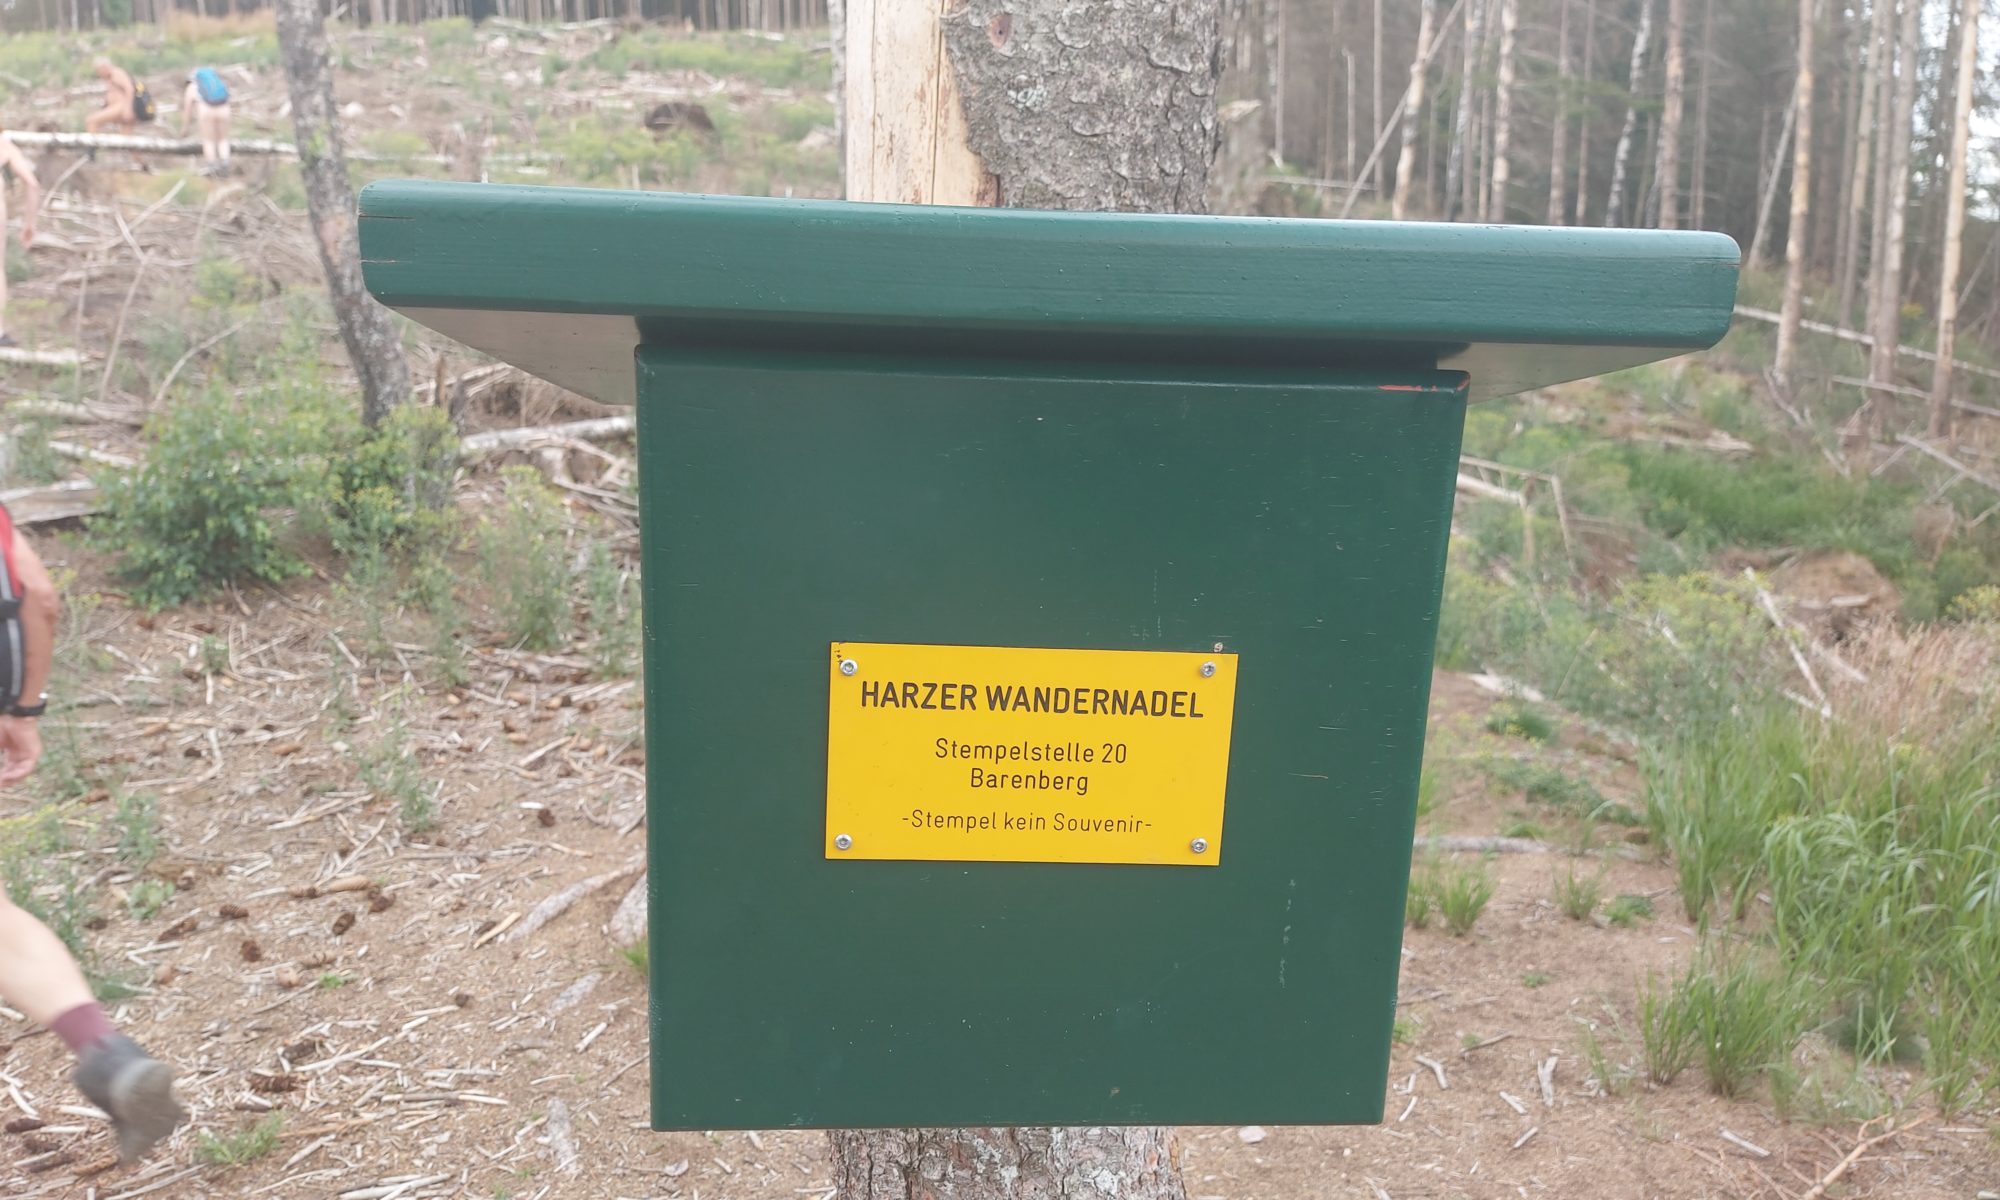 HARZER WANDERNADEL
Stempelstelle 20
Barenberg
-Stempel kein Souvenir-